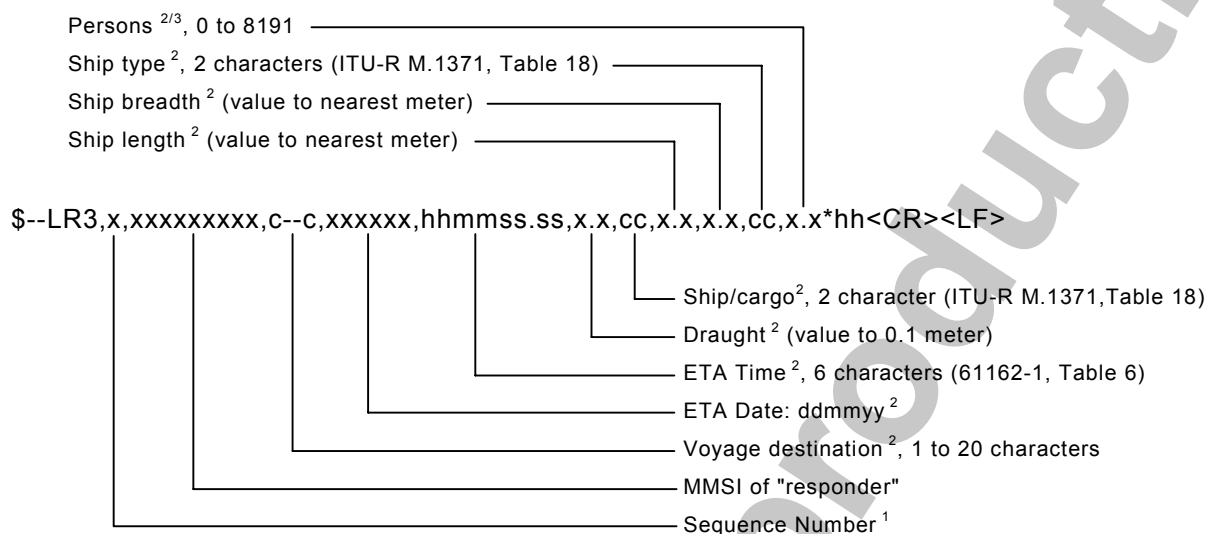 Persons 2/3, 0 to 8191
Ship type 2, 2 characters (ITU-R M.1371, Table 18)
Ship breadth 2 (value to nearest meter)
Ship length 2 (value to nearest meter)
$--LR3,x,xxxxxxxxx,c--c,xxxxxx,hhmmss.ss,x.x,cc,x.x,x.x,cc,x.x*hh<CR><LF>
Ship/cargo2, 2 character (ITU-R M.1371,Table 18)
Draught 2 (value to 0.1 meter)
ETA Time 2, 6 characters (61162-1, Table 6)
ETA Date: ddmmyy 2
Voyage destination 2, 1 to 20 characters
MMSI of "responder"
Sequence Number 1